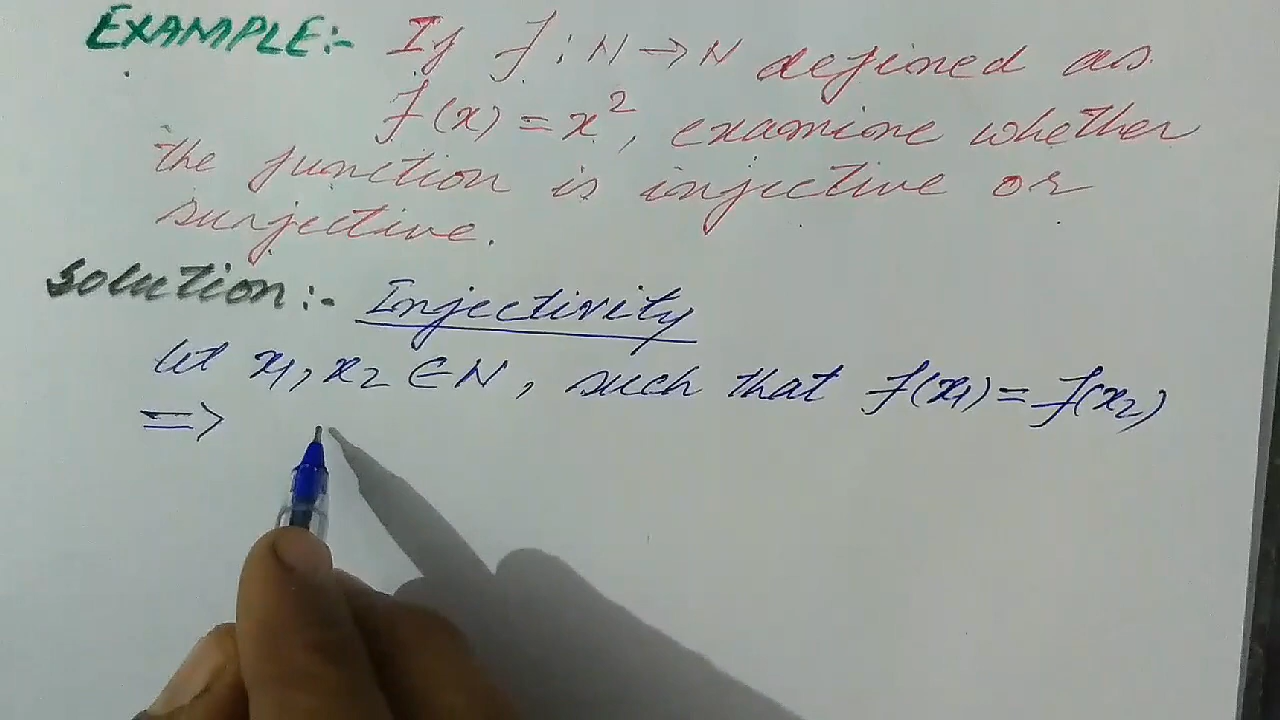 EXAMPLE:- If f : N → N defined as
f(x) = x², examine whether
the function is injective or
surjective.
Solution:- Injectivity
Let x₁, x₂ ∈ N, such that f(x₁) = f(x₂)
⇒